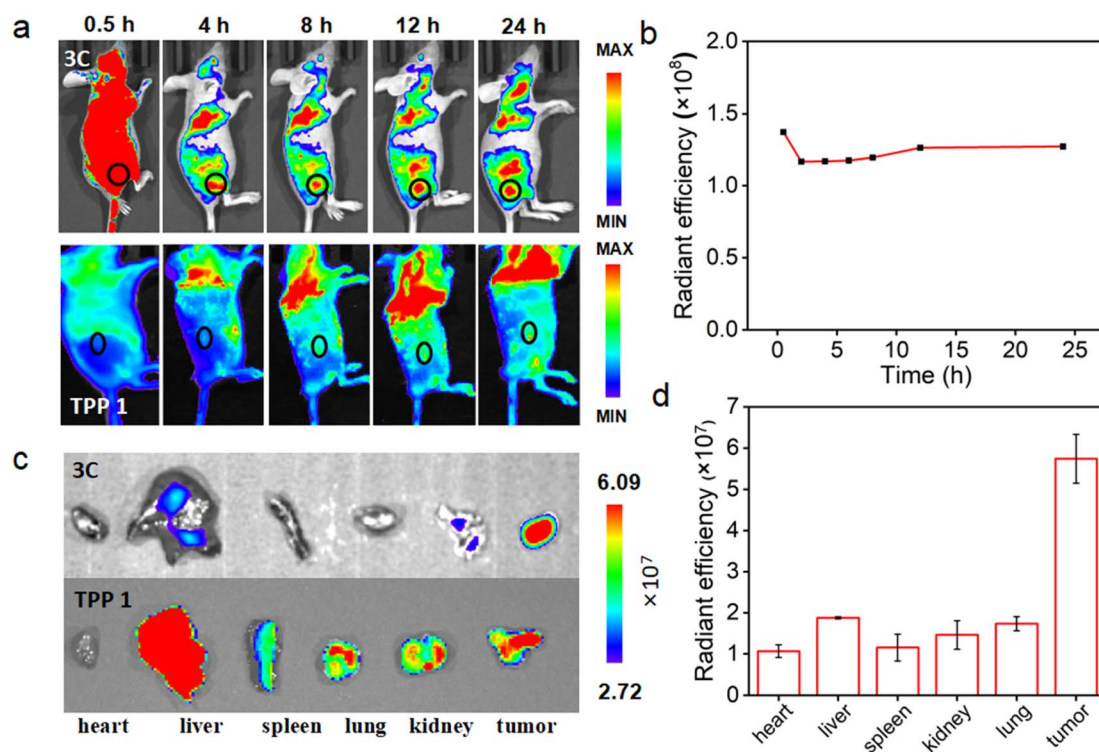 a
0.5 h 4 h 8 h 12 h 24 h
3C
MAX
MIN
TPP 1
MAX
MIN
b
Radiant efficiency (×10⁸)
2.0
1.5
1.0
0.5
0.0
0 5 10 15 20 25
Time (h)
c
3C
TPP 1
6.09
×10⁷
2.72
heart liver spleen lung kidney tumor
d
Radiant efficiency (×10⁷)
7
6
5
4
3
2
1
0
heart liver spleen kidney lung tumor